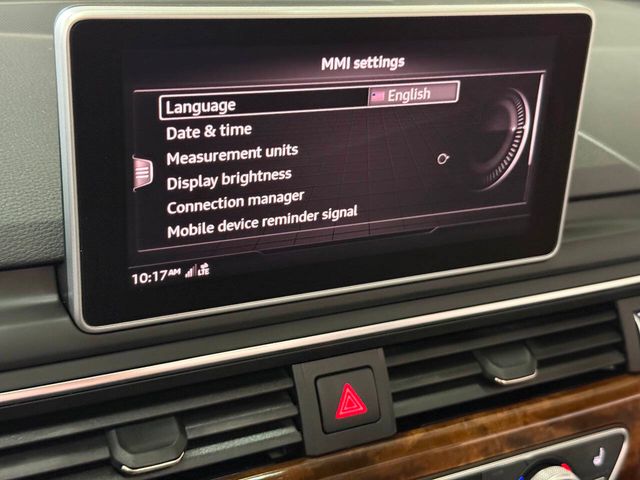 MMI settings
Language English
Date & time
Measurement units
Display brightness
Connection manager
Mobile device reminder signal
10:17AM LTE